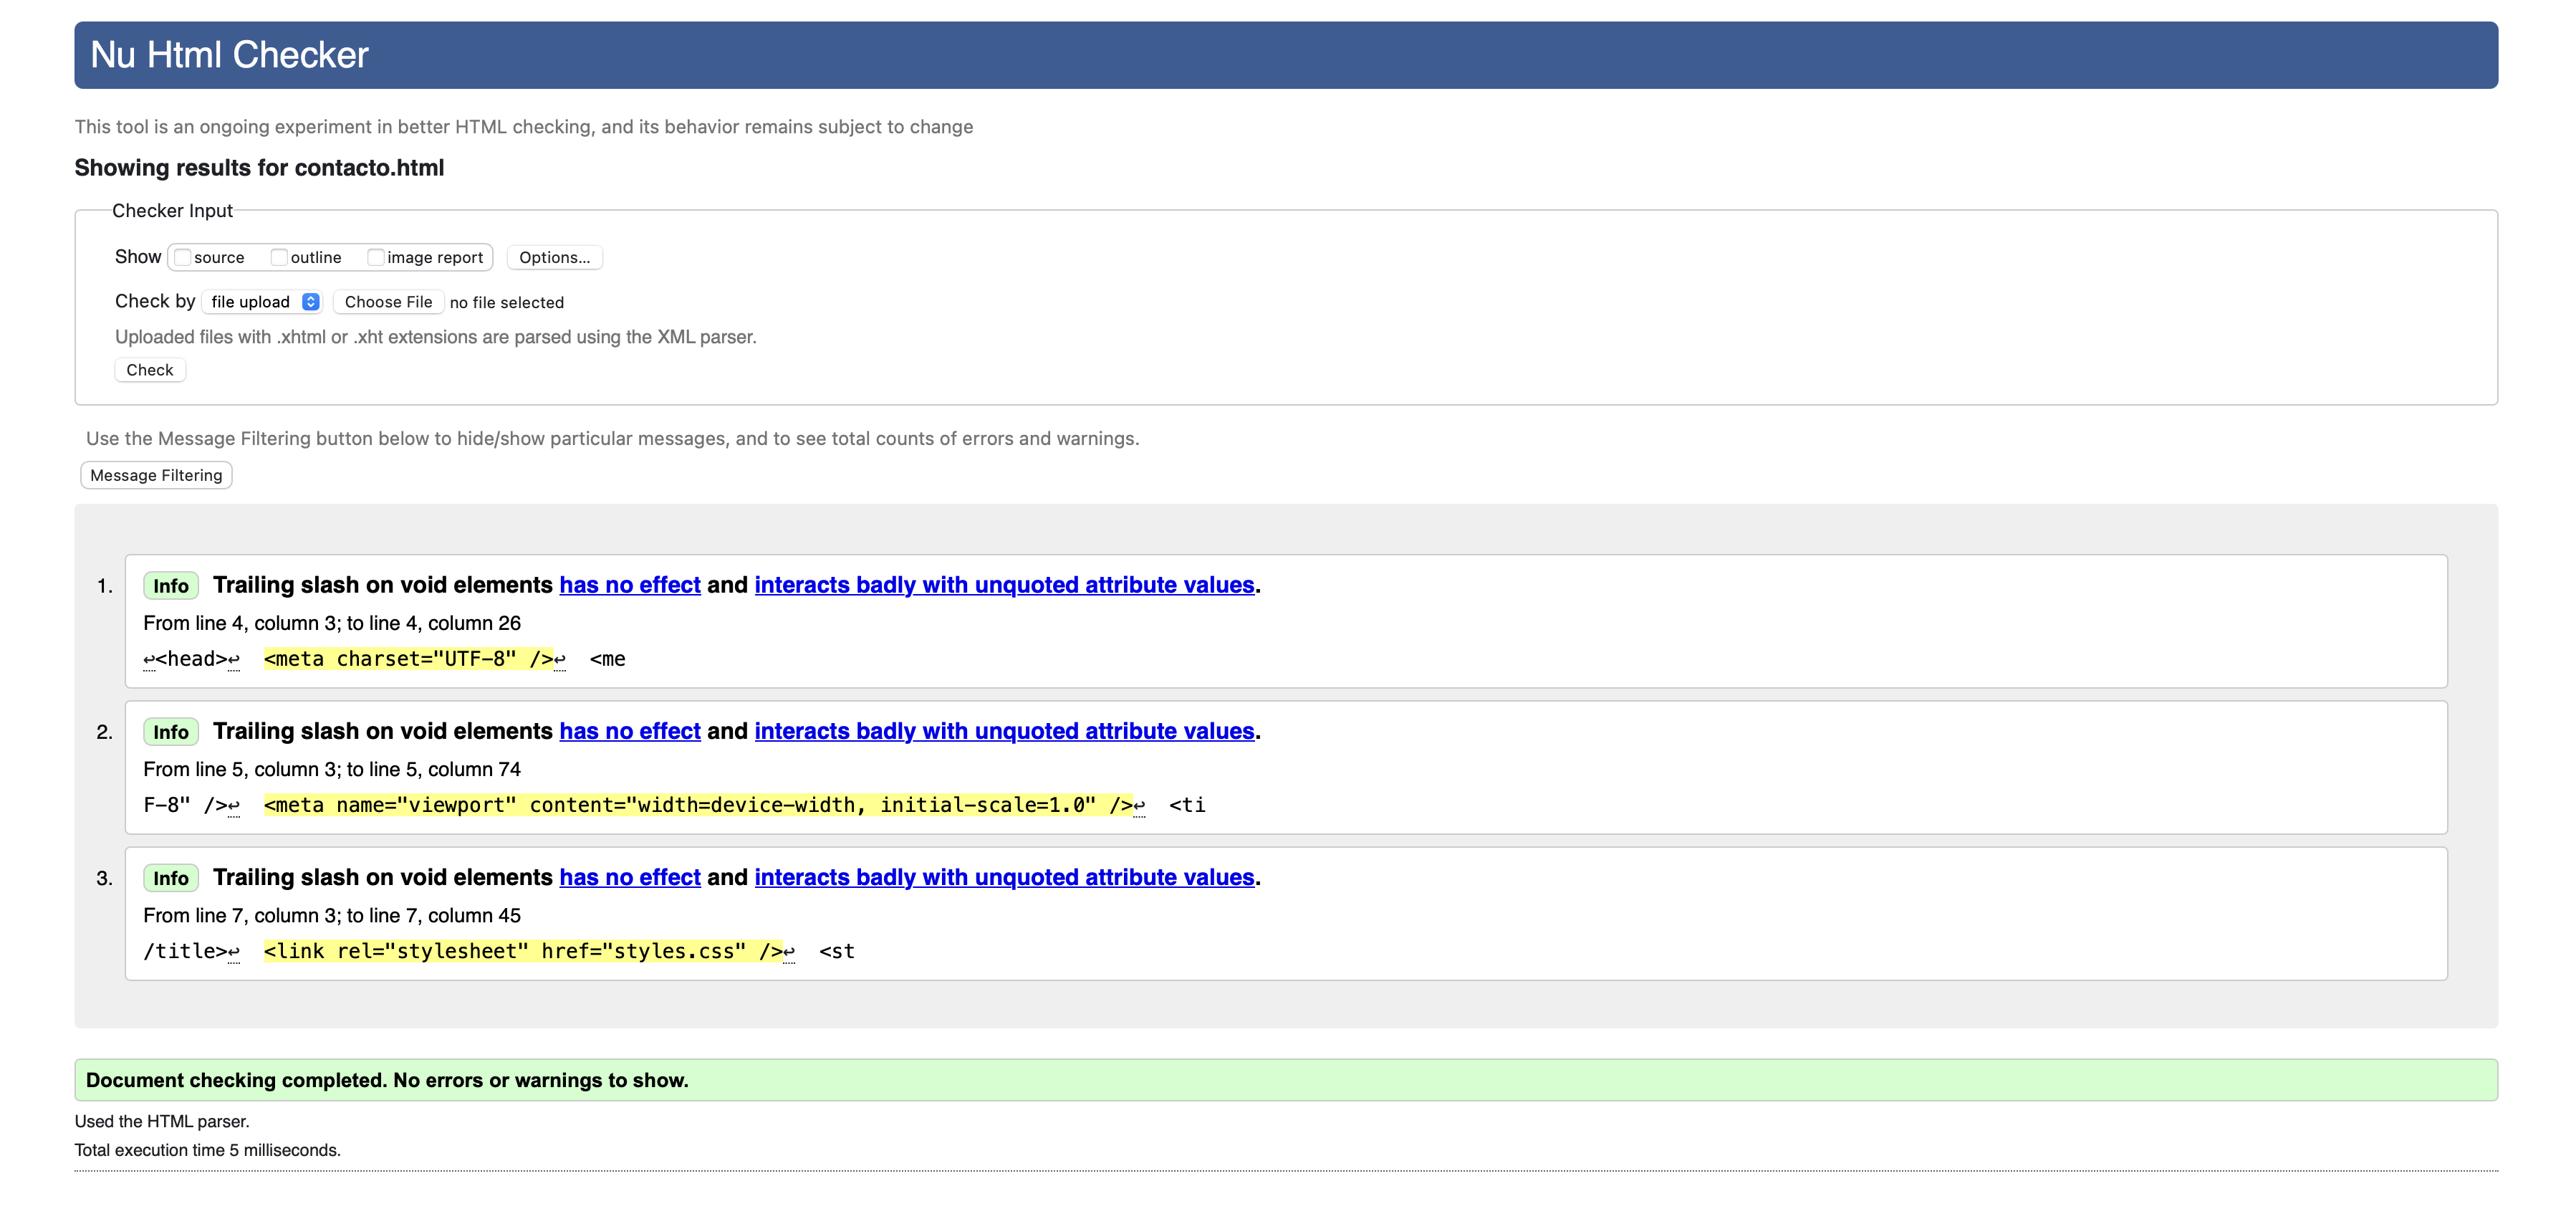 Nu Html Checker
This tool is an ongoing experiment in better HTML checking, and its behavior remains subject to change
Showing results for contacto.html
Checker Input
Show source outline image report Options...
Check by file upload Choose File no file selected
Uploaded files with .xhtml or .xht extensions are parsed using the XML parser.
Check
Use the Message Filtering button below to hide/show particular messages, and to see total counts of errors and warnings.
Message Filtering
1. Info Trailing slash on void elements has no effect and interacts badly with unquoted attribute values.
From line 4, column 3; to line 4, column 26
↩<head>↩  <meta charset="UTF-8" />↩  <me
2. Info Trailing slash on void elements has no effect and interacts badly with unquoted attribute values.
From line 5, column 3; to line 5, column 74
F-8" />↩  <meta name="viewport" content="width=device-width, initial-scale=1.0" />↩  <ti
3. Info Trailing slash on void elements has no effect and interacts badly with unquoted attribute values.
From line 7, column 3; to line 7, column 45
/title>↩  <link rel="stylesheet" href="styles.css" />↩  <st
Document checking completed. No errors or warnings to show.
Used the HTML parser.
Total execution time 5 milliseconds.